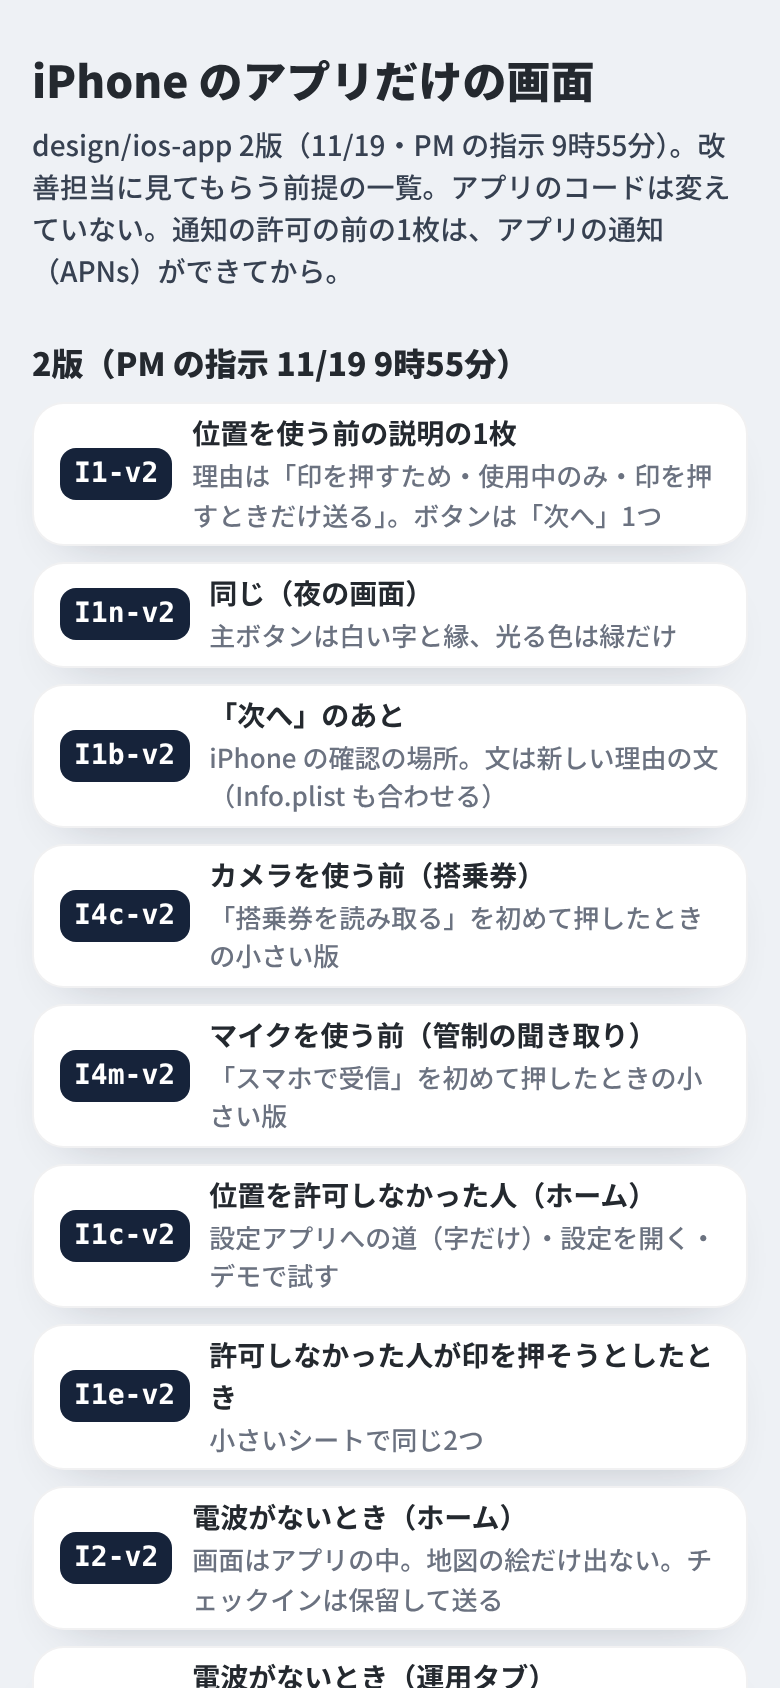 iPhone のアプリだけの画面
design/ios-app 2版（11/19・PM の指示 9時55分）。改
善担当に見てもらう前提の一覧。アプリのコードは変え
ていない。通知の許可の前の1枚は、アプリの通知
（APNs）ができてから。
2版（PM の指示 11/19 9時55分）
I1-v2
位置を使う前の説明の1枚
理由は「印を押すため・使用中のみ・印を押
すときだけ送る」。ボタンは「次へ」1つ
I1n-v2
同じ（夜の画面）
主ボタンは白い字と縁、光る色は緑だけ
I1b-v2
「次へ」のあと
iPhone の確認の場所。文は新しい理由の文
（Info.plist も合わせる）
I4c-v2
カメラを使う前（搭乗券）
「搭乗券を読み取る」を初めて押したとき
の小さい版
I4m-v2
マイクを使う前（管制の聞き取り）
「スマホで受信」を初めて押したときの小
さい版
I1c-v2
位置を許可しなかった人（ホーム）
設定アプリへの道（字だけ）・設定を開く・
デモで試す
I1e-v2
許可しなかった人が印を押そうとしたと
き
小さいシートで同じ2つ
I2-v2
電波がないとき（ホーム）
画面はアプリの中。地図の絵だけ出ない。チ
ェックインは保留して送る
電波がないとき（運用タブ）